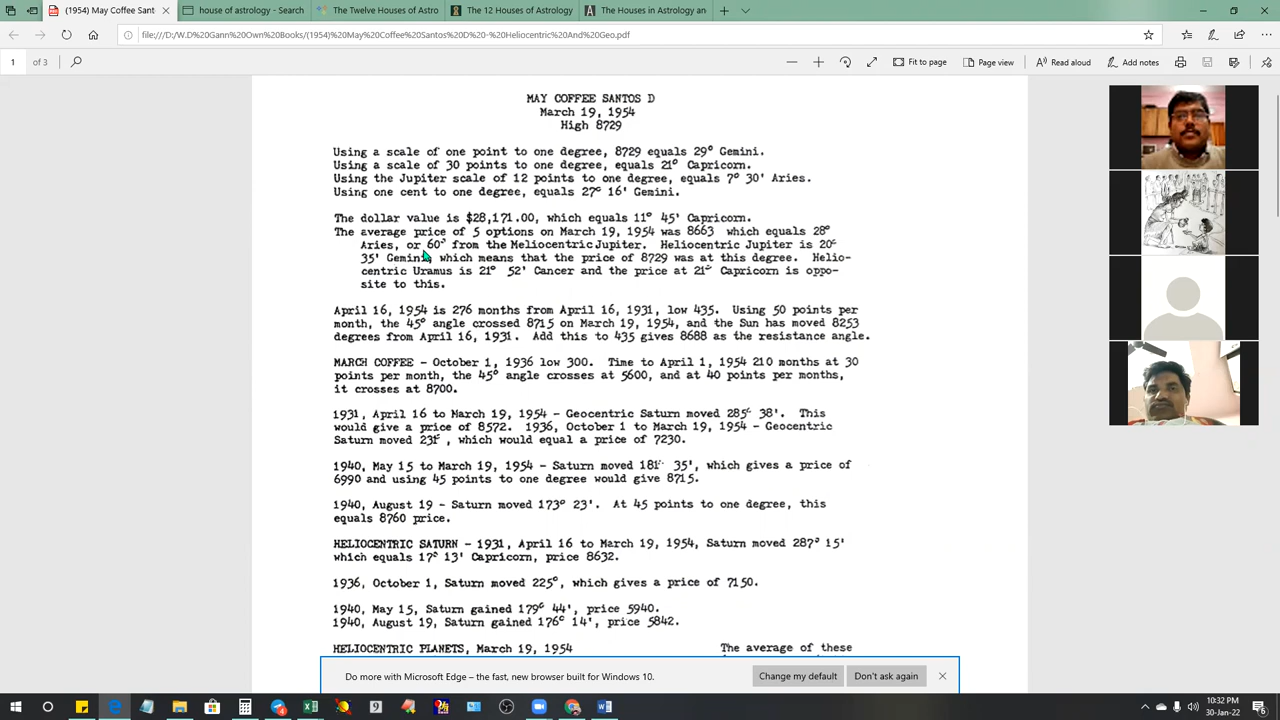 (1954) May Coffee Sant
house of astrology - Search
The Twelve Houses of Astro
The 12 Houses of Astrology
The Houses in Astrology an
file:///D:/W.D%20Gann%20Own%20Books/(1954)%20May%20Coffee%20Santos%20D%20-%20Heliocentric%20And%20Geo.pdf
1 of 3
Fit to page
Page view
Read aloud
Add notes
MAY COFFEE SANTOS D
March 19, 1954
High 8729
Using a scale of one point to one degree, 8729 equals 29° Gemini.
Using a scale of 30 points to one degree, equals 21° Capricorn.
Using the Jupiter scale of 12 points to one degree, equals 7° 30' Aries.
Using one cent to one degree, equals 27° 16' Gemini.
The dollar value is $28,171.00, which equals 11° 45' Capricorn.
The average price of 5 options on March 19, 1954 was 8663 which equals 28°
Aries, or 60° from the Meliocentric Jupiter. Heliocentric Jupiter is 20°
35' Gemini, which means that the price of 8729 was at this degree. Helio-
centric Uramus is 21° 52' Cancer and the price at 21° Capricorn is oppo-
site to this.
April 16, 1954 is 276 months from April 16, 1931, low 435. Using 50 points per
month, the 45° angle crossed 8715 on March 19, 1954, and the Sun has moved 8253
degrees from April 16, 1931. Add this to 435 gives 8688 as the resistance angle.
MARCH COFFEE - October 1, 1936 low 300. Time to April 1, 1954 210 months at 30
points per month, the 45° angle crosses at 5600, and at 40 points per months,
it crosses at 8700.
1931, April 16 to March 19, 1954 - Geocentric Saturn moved 285° 38'. This
would give a price of 8572. 1936, October 1 to March 19, 1954 - Geocentric
Saturn moved 231°, which would equal a price of 7230.
1940, May 15 to March 19, 1954 - Saturn moved 181° 35', which gives a price of
6990 and using 45 points to one degree would give 8715.
1940, August 19 - Saturn moved 173° 23'. At 45 points to one degree, this
equals 8760 price.
HELIOCENTRIC SATURN - 1931, April 16 to March 19, 1954, Saturn moved 287° 15'
which equals 17° 13' Capricorn, price 8632.
1936, October 1, Saturn moved 225°, which gives a price of 7150.
1940, May 15, Saturn gained 179° 44', price 5940.
1940, August 19, Saturn gained 176° 14', price 5842.
HELIOCENTRIC PLANETS, March 19, 1954 The average of these
Do more with Microsoft Edge – the fast, new browser built for Windows 10.
Change my default
Don't ask again
10:32 PM
30-Jan-22